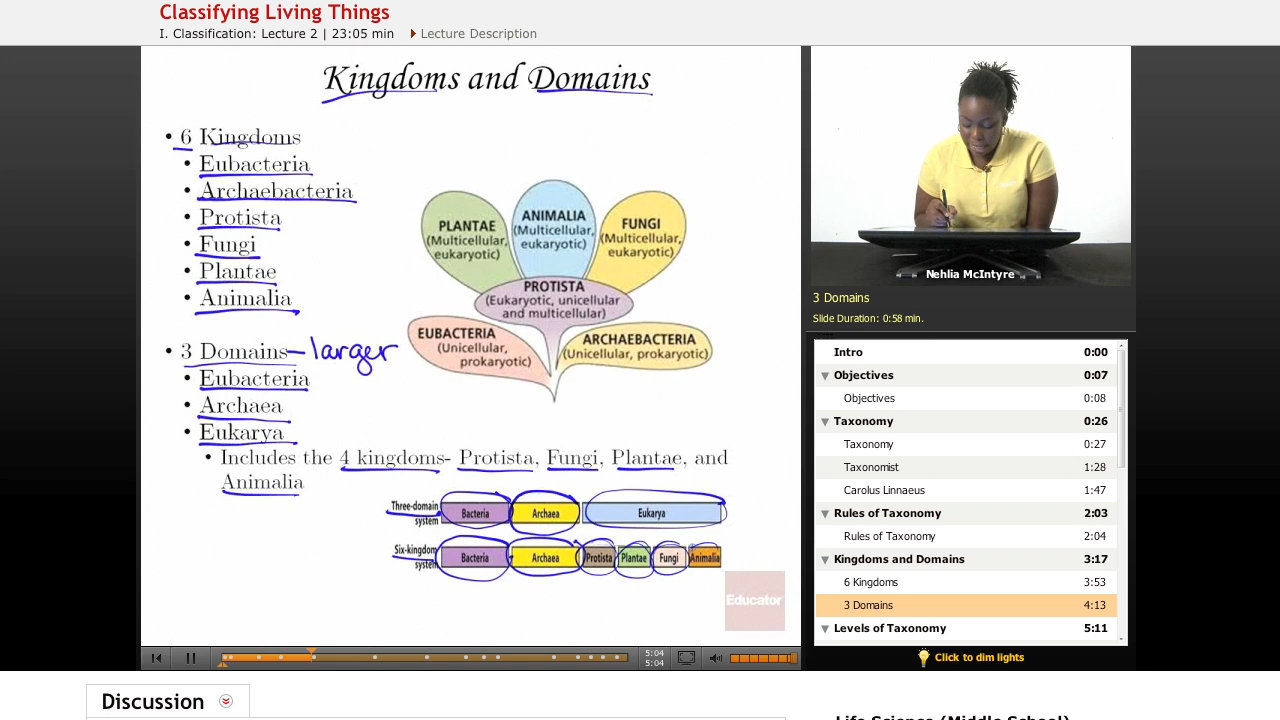 Classifying Living Things
I. Classification: Lecture 2 | 23:05 min
Lecture Description
Kingdoms and Domains
• 6 Kingdoms
• Eubacteria
• Archaebacteria
• Protista
• Fungi
• Plantae
• Animalia
• 3 Domains - larger
• Eubacteria
• Archaea
• Eukarya
• Includes the 4 kingdoms- Protista, Fungi, Plantae, and
Animalia
PLANTAE
(Multicellular,
eukaryotic)
ANIMALIA
(Multicellular,
eukaryotic)
FUNGI
(Multicellular,
eukaryotic)
PROTISTA
(Eukaryotic, unicellular
and multicellular)
EUBACTERIA
(Unicellular,
prokaryotic)
ARCHAEBACTERIA
(Unicellular, prokaryotic)
Three-domain
system
Bacteria Archaea Eukarya
Six-kingdom
system
Bacteria Archaea Protista Plantae Fungi Animalia
Educator
5:04
5:04
Nehlia McIntyre
3 Domains
Slide Duration: 0:58 min.
Intro 0:00
Objectives 0:07
Objectives 0:08
Taxonomy 0:26
Taxonomy 0:27
Taxonomist 1:28
Carolus Linnaeus 1:47
Rules of Taxonomy 2:03
Rules of Taxonomy 2:04
Kingdoms and Domains 3:17
6 Kingdoms 3:53
3 Domains 4:13
Levels of Taxonomy 5:11
Click to dim lights
Discussion
Life Science (Middle School)